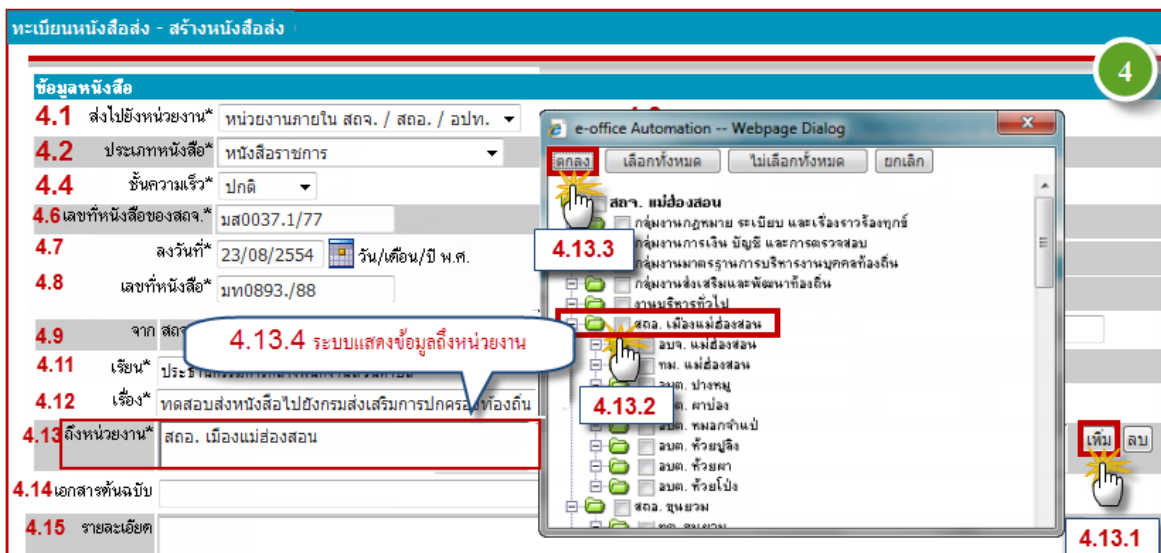 ทะเบียนหนังสือส่ง - สร้างหนังสือส่ง
4
ข้อมูลหนังสือ
4.1 ส่งไปยังหน่วยงาน* หน่วยงานภายใน สถจ. / สถอ. / อปท.
4.2 ประเภทหนังสือ* หนังสือราชการ
4.4 ชั้นความเร็ว* ปกติ
4.6 เลขที่หนังสือของสถจ.* มส0037.1/77
4.7 ลงวันที่* 23/08/2554 วัน/เดือน/ปี พ.ศ.
4.8 เลขที่หนังสือ* มท0893./88
4.9 จาก
4.13.4 ระบบแสดงข้อมูลถึงหน่วยงาน
4.11 เรียน*
4.12 เรื่อง* ทดสอบส่งหนังสือไปยังกรมส่งเสริมการปกครองท้องถิ่น
4.13 ถึงหน่วยงาน* สถอ. เมืองแม่ฮ่องสอน
เพิ่ม ลบ
4.14 เอกสารต้นฉบับ
4.15 รายละเอียด
4.13.1
e-office Automation -- Webpage Dialog
ตกลง เลือกทั้งหมด ไม่เลือกทั้งหมด ยกเลิก
สถจ. แม่ฮ่องสอน
กลุ่มงานกฎหมาย ระเบียบ และเรื่องราวร้องทุกข์
4.13.3
กลุ่มงานการเงิน บัญชี และการตรวจสอบ
กลุ่มงานมาตรฐานการบริหารงานบุคคลท้องถิ่น
กลุ่มงานส่งเสริมและพัฒนาท้องถิ่น
งานบริหารทั่วไป
สถอ. เมืองแม่ฮ่องสอน
อบจ. แม่ฮ่องสอน
ทม. แม่ฮ่องสอน
อบต. ปางหมู
4.13.2
อบต. ผาบ่อง
อบต. หมอกจำแป่
อบต. ห้วยปูลิง
อบต. ห้วยผา
อบต. ห้วยโป่ง
สถอ. ขุนยวม